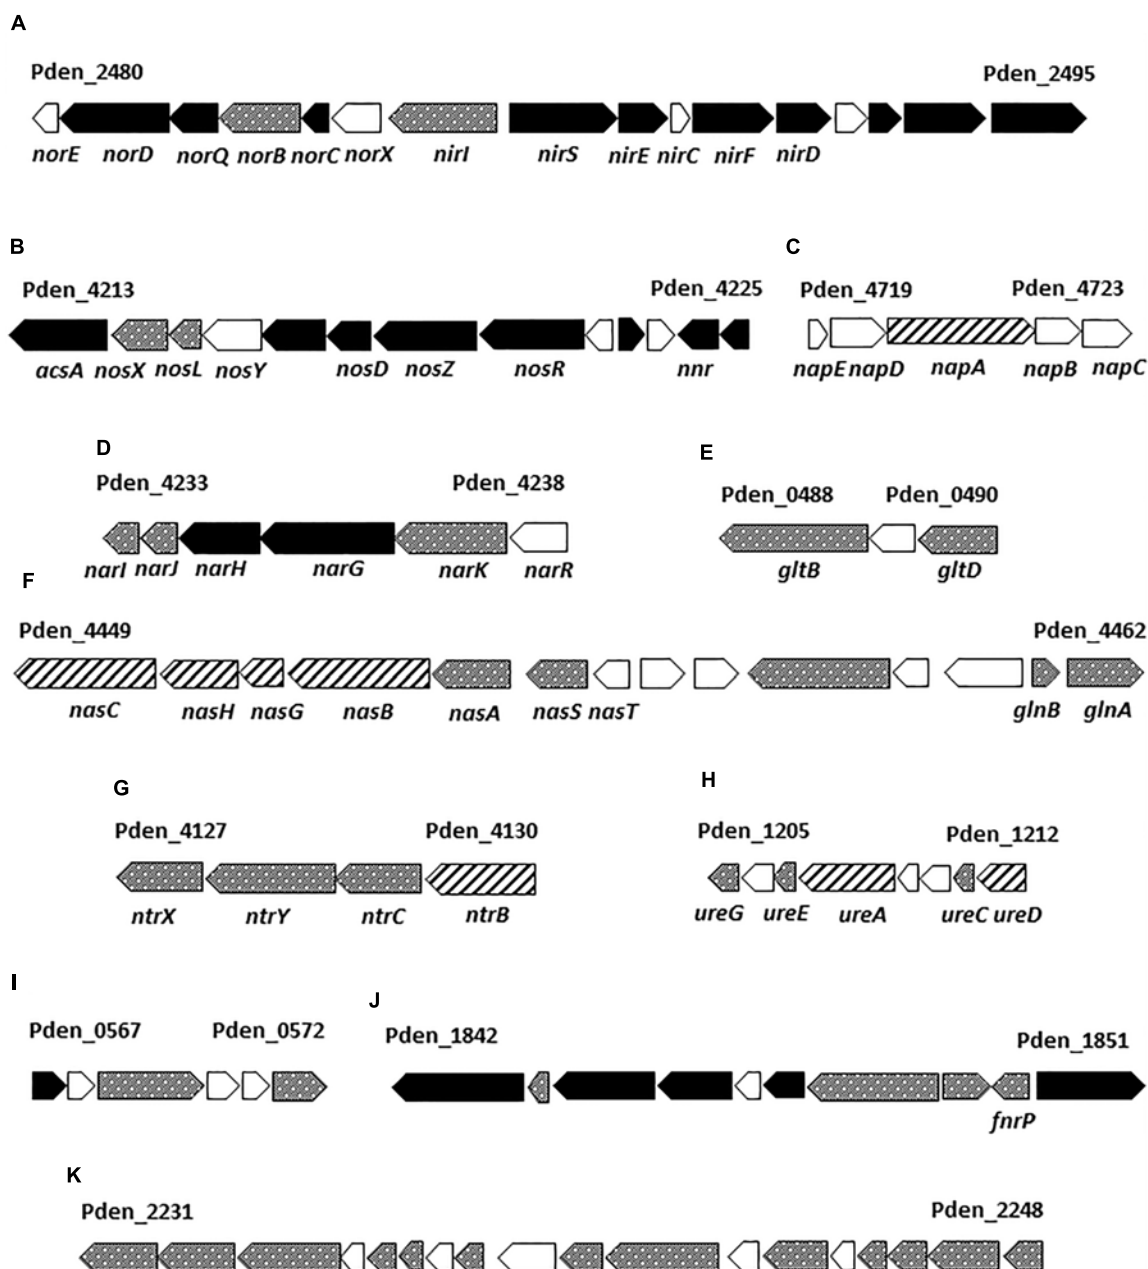 A
Pden_2480 Pden_2495
norE norD norQ norB norC norX nirI nirS nirE nirC nirF nirD
B C
Pden_4213 Pden_4225 Pden_4719 Pden_4723
acsA nosX nosL nosY nosD nosZ nosR nnr napE napD napA napB napC
D E
Pden_4233 Pden_4238 Pden_0488 Pden_0490
narI narJ narH narG narK narR gltB gltD
F
Pden_4449 Pden_4462
nasC nasH nasG nasB nasA nasS nasT glnB glnA
G H
Pden_4127 Pden_4130 Pden_1205 Pden_1212
ntrX ntrY ntrC ntrB ureG ureE ureA ureC ureD
I J
Pden_0567 Pden_0572 Pden_1842 Pden_1851
fnrP
K
Pden_2231 Pden_2248